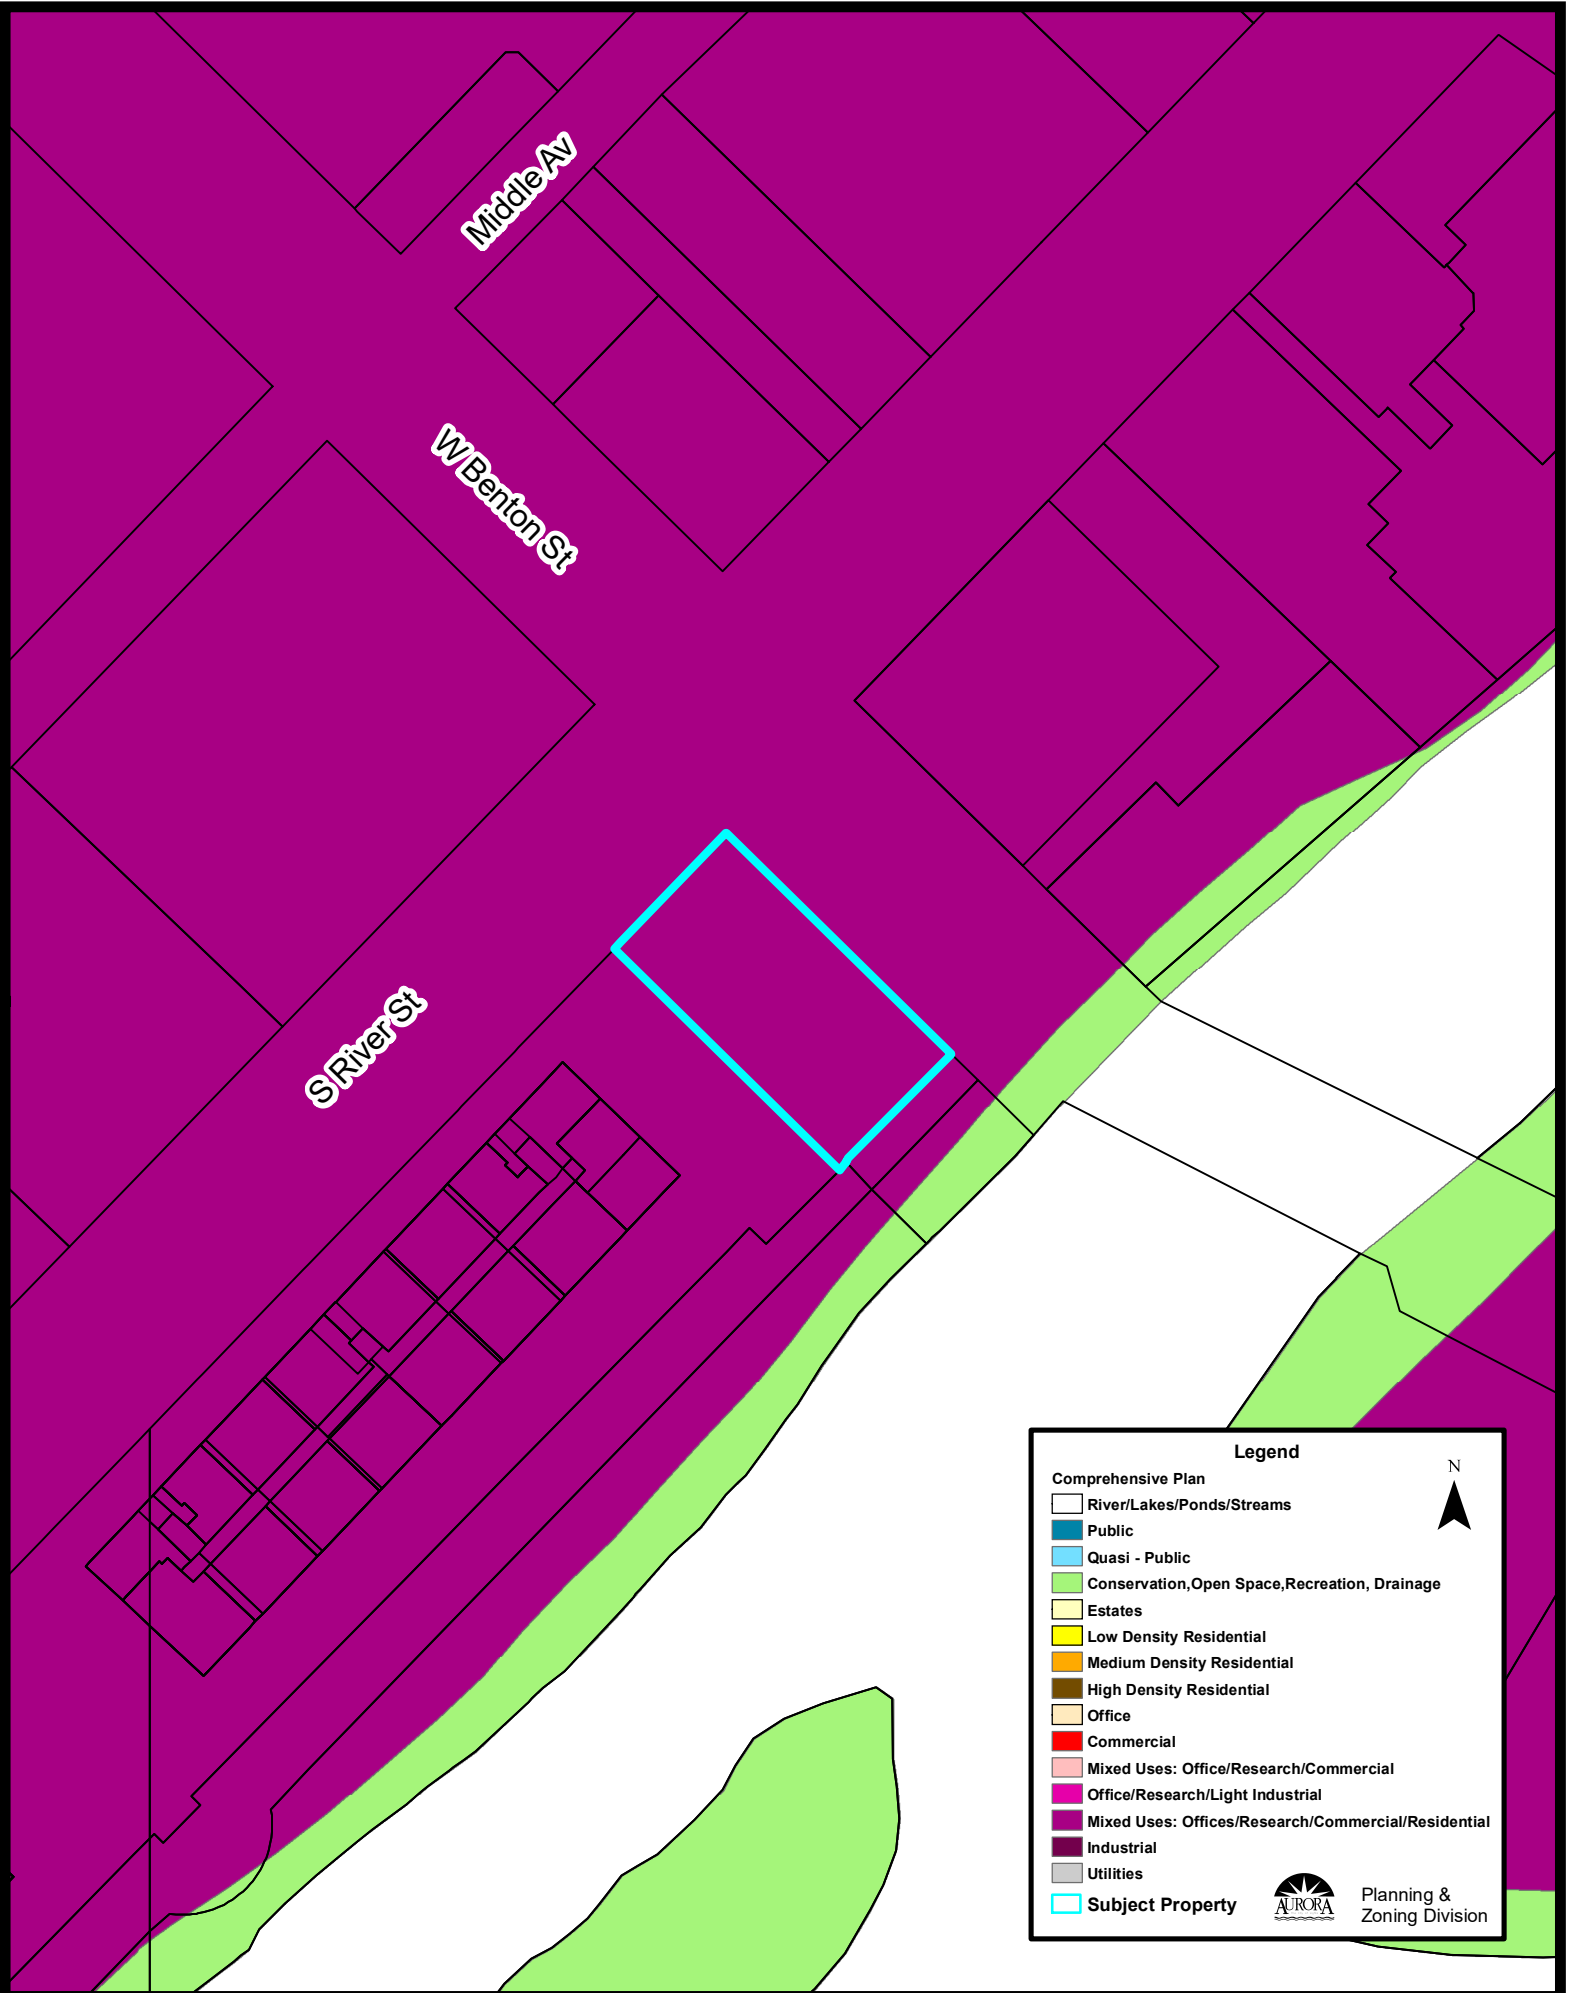 Middle Av
W Benton St
S River St
Legend
Comprehensive Plan
N
River/Lakes/Ponds/Streams
Public
Quasi - Public
Conservation,Open Space,Recreation, Drainage
Estates
Low Density Residential
Medium Density Residential
High Density Residential
Office
Commercial
Mixed Uses: Office/Research/Commercial
Office/Research/Light Industrial
Mixed Uses: Offices/Research/Commercial/Residential
Industrial
Utilities
Subject Property
AURORA
Planning &
Zoning Division